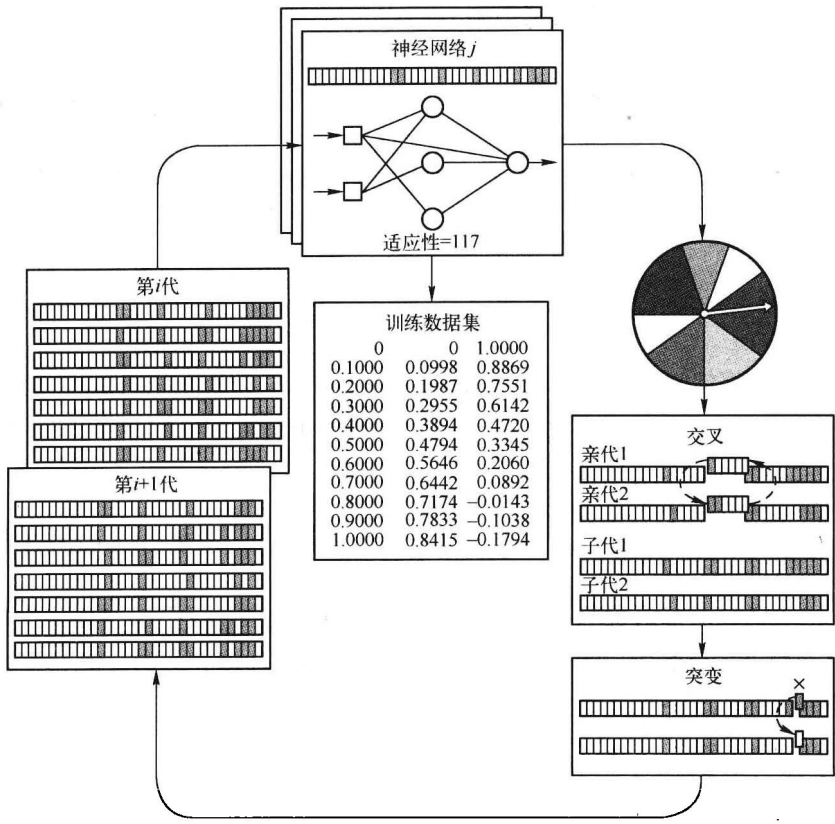 神经网络j
适应性=117
第i代
第i+1代
训练数据集
0 0 1.0000
0.1000 0.0998 0.8869
0.2000 0.1987 0.7551
0.3000 0.2955 0.6142
0.4000 0.3894 0.4720
0.5000 0.4794 0.3345
0.6000 0.5646 0.2060
0.7000 0.6442 0.0892
0.8000 0.7174 –0.0143
0.9000 0.7833 –0.1038
1.0000 0.8415 –0.1794
交叉
亲代1
亲代2
子代1
子代2
突变
×